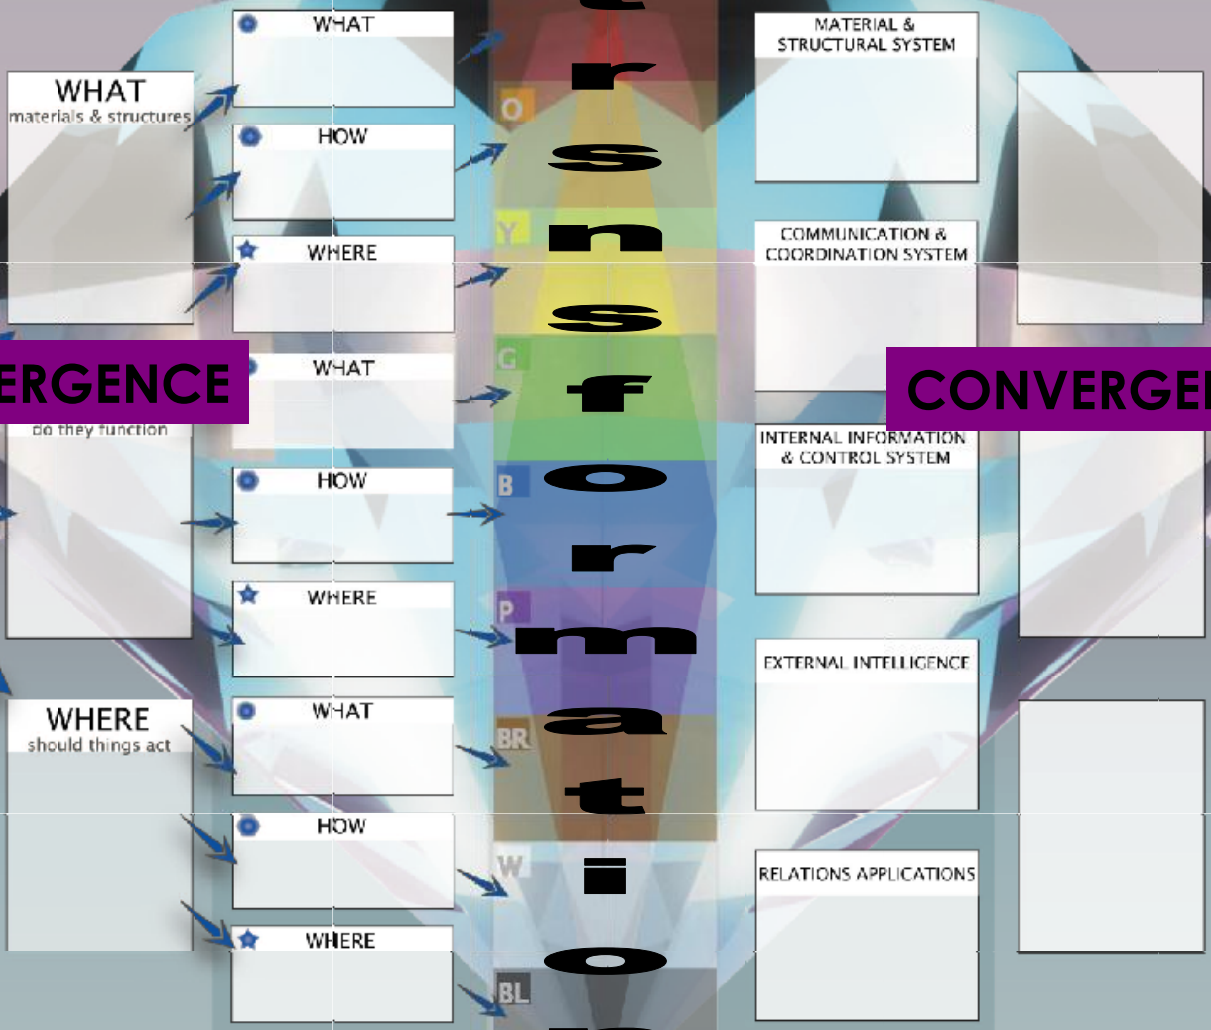 WHAT
materials & structures
ERGENCE
do they function
WHERE
should things act
WHAT
HOW
WHERE
WHAT
HOW
WHERE
WHAT
HOW
WHERE
O
Y
G
B
P
BR
W
BL
r
s
n
s
f
o
r
m
a
t
i
o
MATERIAL &
STRUCTURAL SYSTEM
COMMUNICATION &
COORDINATION SYSTEM
INTERNAL INFORMATION
& CONTROL SYSTEM
EXTERNAL INTELLIGENCE
RELATIONS APPLICATIONS
CONVERGE